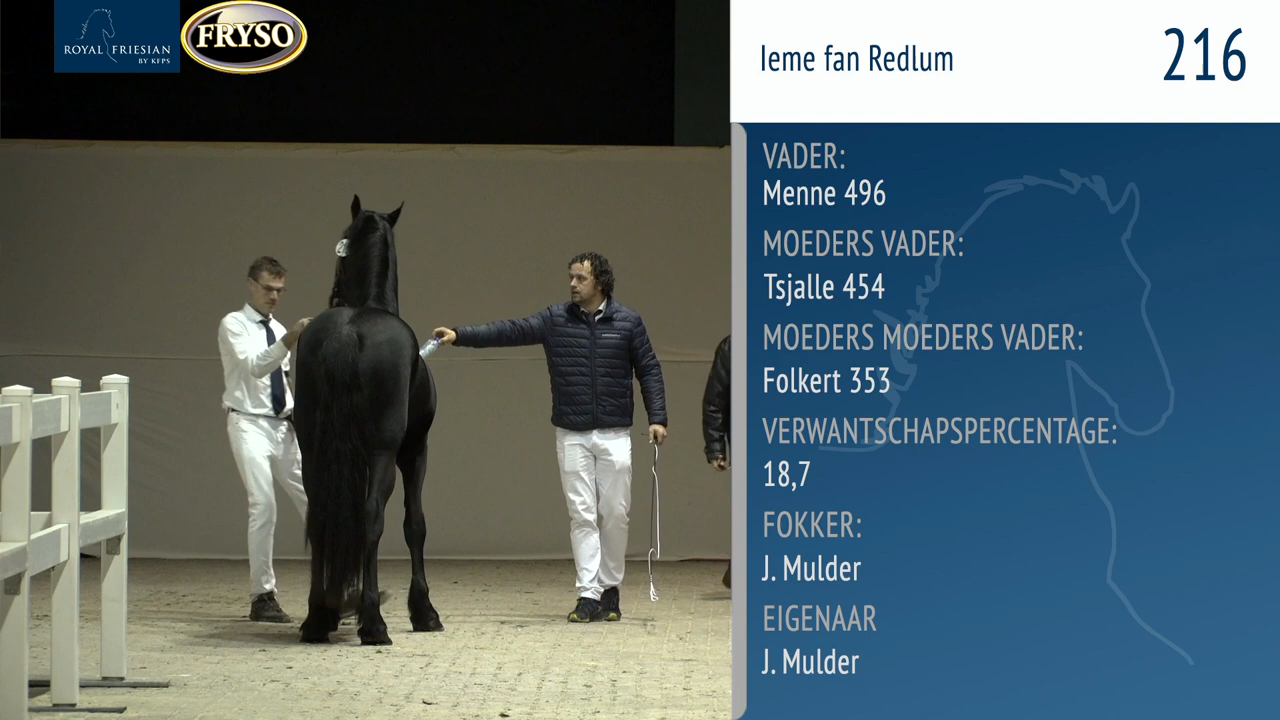 ROYAL FRIESIAN
BY KFPS
FRYSO
Ieme fan Redlum
216
VADER:
Menne 496
MOEDERS VADER:
Tsjalle 454
MOEDERS MOEDERS VADER:
Folkert 353
VERWANTSCHAPSPERCENTAGE:
18,7
FOKKER:
J. Mulder
EIGENAAR
J. Mulder